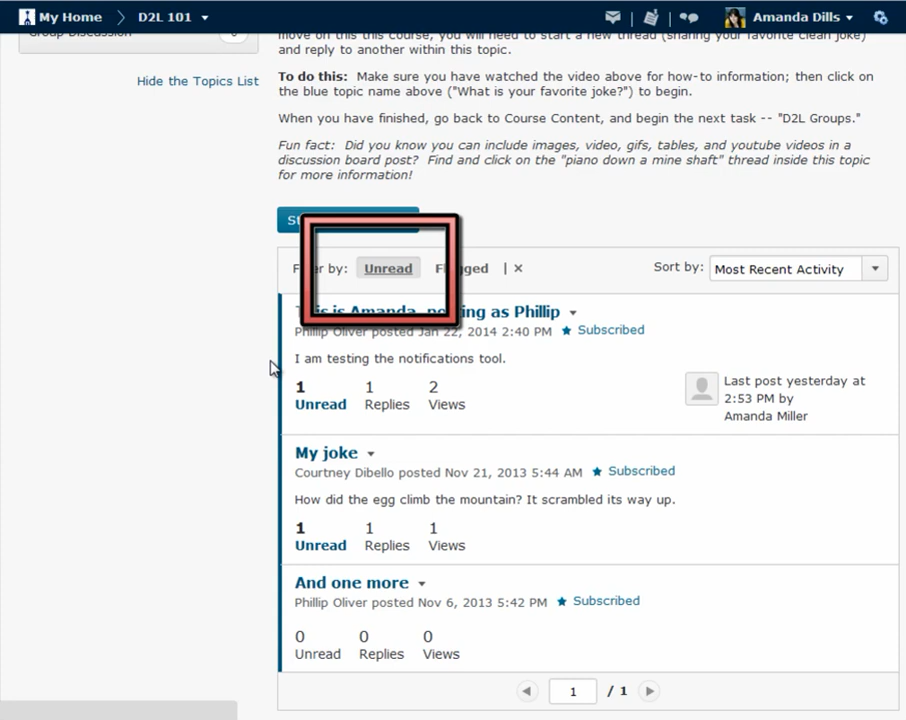 My Home D2L 101 Amanda Dills
Group Discussion
move on this this course, you will need to start a new thread (sharing your favorite clean joke)
and reply to another within this topic.
Hide the Topics List
To do this: Make sure you have watched the video above for how-to information; then click on
the blue topic name above ("What is your favorite joke?") to begin.
When you have finished, go back to Course Content, and begin the next task -- "D2L Groups."
Fun fact: Did you know you can include images, video, gifs, tables, and youtube videos in a
discussion board post? Find and click on the "piano down a mine shaft" thread inside this topic
for more information!
by: Unread | ×
Sort by: Most Recent Activity
is Amanda, as Phillip
Phillip Oliver posted Jan 22, 2014 2:40 PM Subscribed
I am testing the notifications tool.
1 1 2
Unread Replies Views
Last post yesterday at
2:53 PM by
Amanda Miller
My joke
Courtney Dibello posted Nov 21, 2013 5:44 AM Subscribed
How did the egg climb the mountain? It scrambled its way up.
1 1 1
Unread Replies Views
And one more
Phillip Oliver posted Nov 6, 2013 5:42 PM Subscribed
0 0 0
Unread Replies Views
1 / 1